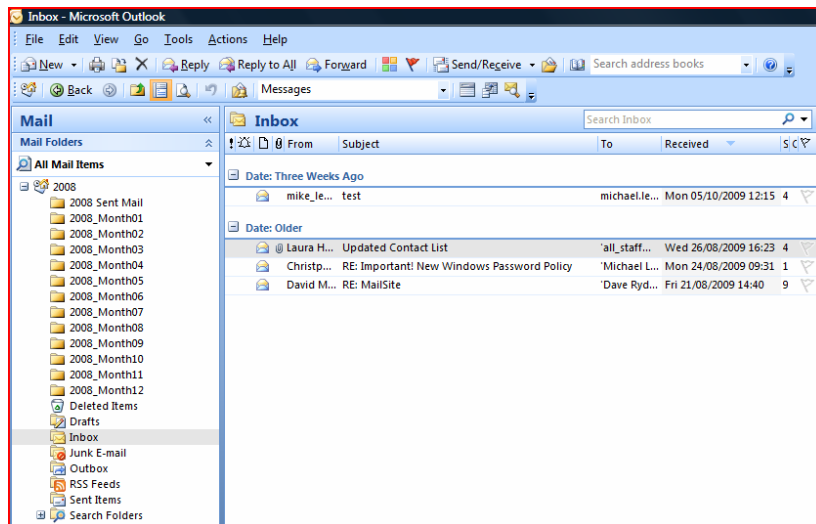 Inbox - Microsoft Outlook
File Edit View Go Tools Actions Help
New Reply Reply to All Forward Send/Receive Search address books
Back Messages
Mail
Mail Folders
All Mail Items
2008
2008 Sent Mail
2008_Month01
2008_Month02
2008_Month03
2008_Month04
2008_Month05
2008_Month06
2008_Month07
2008_Month08
2008_Month09
2008_Month10
2008_Month11
2008_Month12
Deleted Items
Drafts
Inbox
Junk E-mail
Outbox
RSS Feeds
Sent Items
Search Folders
Inbox Search Inbox
From Subject To Received S C
Date: Three Weeks Ago
mike_le... test michael.le... Mon 05/10/2009 12:15 4
Date: Older
Laura H... Updated Contact List 'all_staff... Wed 26/08/2009 16:23 4
Christp... RE: Important! New Windows Password Policy 'Michael L... Mon 24/08/2009 09:31 1
David M... RE: MailSite 'Dave Ryd... Fri 21/08/2009 14:40 9